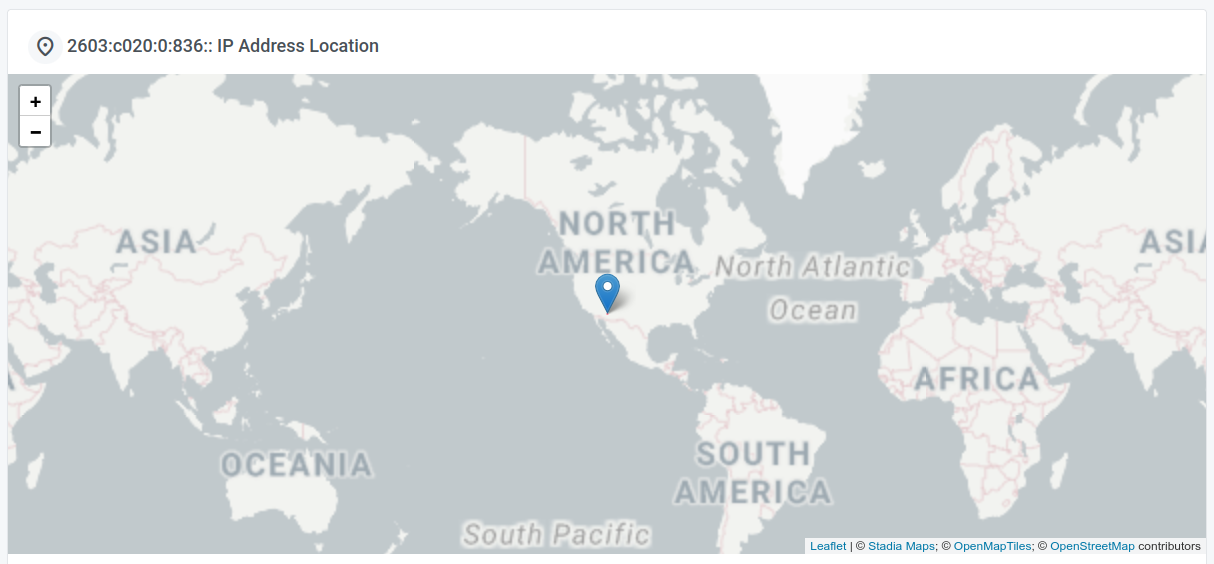 2603:c020:0:836:: IP Address Location
+
−
NORTH
AMERICA
ASIA
ASIA
North Atlantic
Ocean
AFRICA
SOUTH
AMERICA
OCEANIA
South Pacific
Leaflet | © Stadia Maps; © OpenMapTiles; © OpenStreetMap contributors